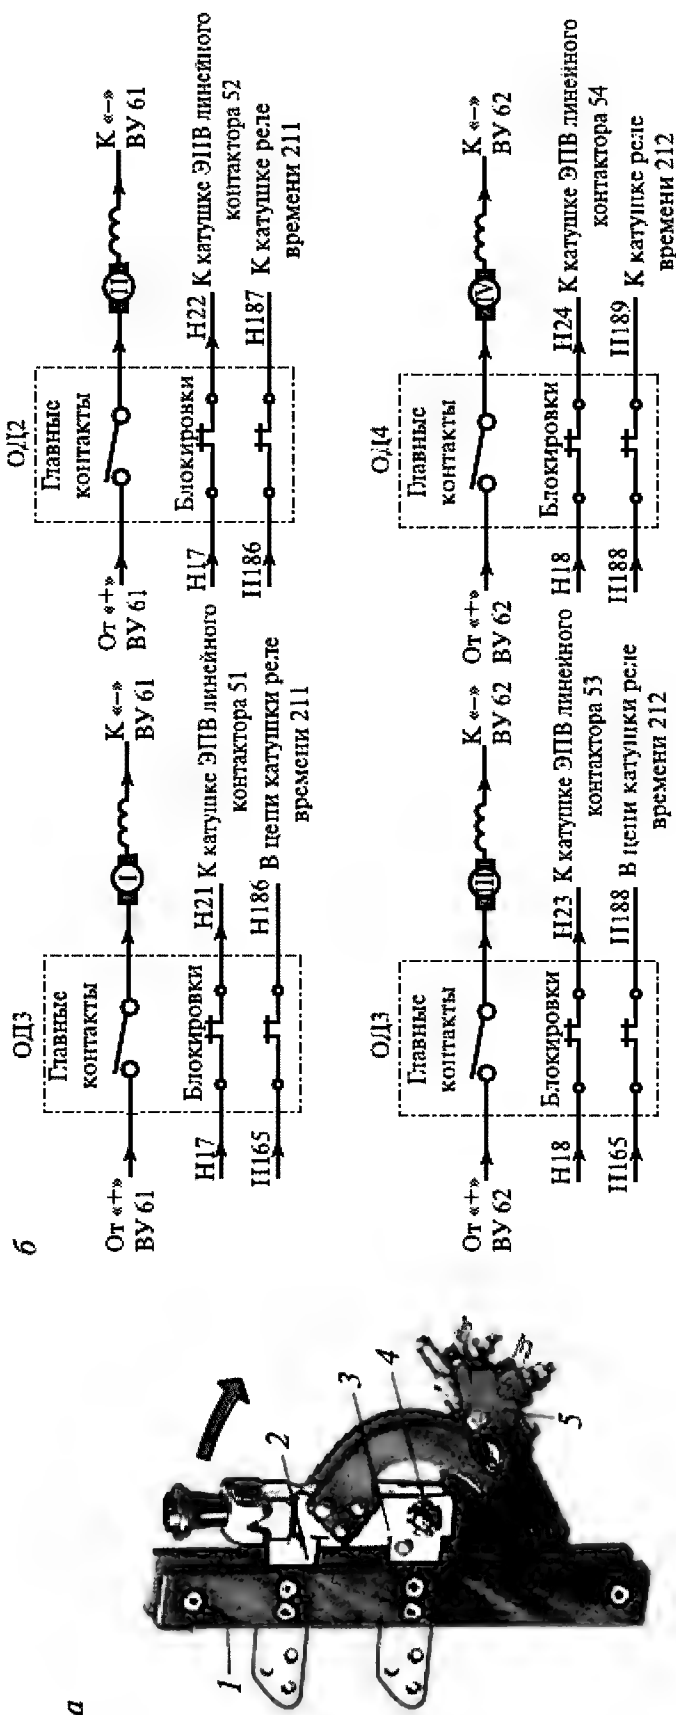 а
1
2
3
4
5
б
ОД3
Главные
контакты
От «+»
ВУ 61
I
К «–»
ВУ 61
Блокировки
Н17
Н21
К катушке ЭПВ линейного
контактора 51
П165
Н186
В цепи катушки реле
времени 211
ОД2
Главные
контакты
От «+»
ВУ 61
II
К «–»
ВУ 61
Блокировки
Н17
Н22
К катушке ЭПВ линейного
контактора 52
П186
Н187
К катушке реле
времени 211
ОД3
Главные
контакты
От «+»
ВУ 62
III
К «–»
ВУ 62
Блокировки
Н18
Н23
К катушке ЭПВ линейного
контактора 53
П165
П188
В цепи катушки реле
времени 212
ОД4
Главные
контакты
От «+»
ВУ 62
IV
К «–»
ВУ 62
Блокировки
Н18
Н24
К катушке ЭПВ линейного
контактора 54
П188
П189
К катушке реле
времени 212